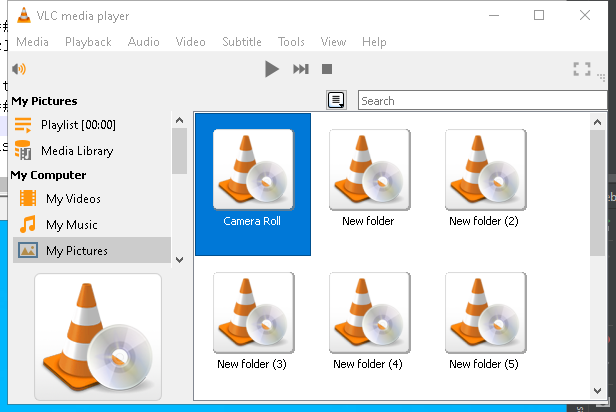 VLC media player
Media Playback Audio Video Subtitle Tools View Help
My Pictures
Search
Playlist [00:00]
Media Library
My Computer
My Videos
My Music
My Pictures
Camera Roll
New folder
New folder (2)
New folder (3)
New folder (4)
New folder (5)